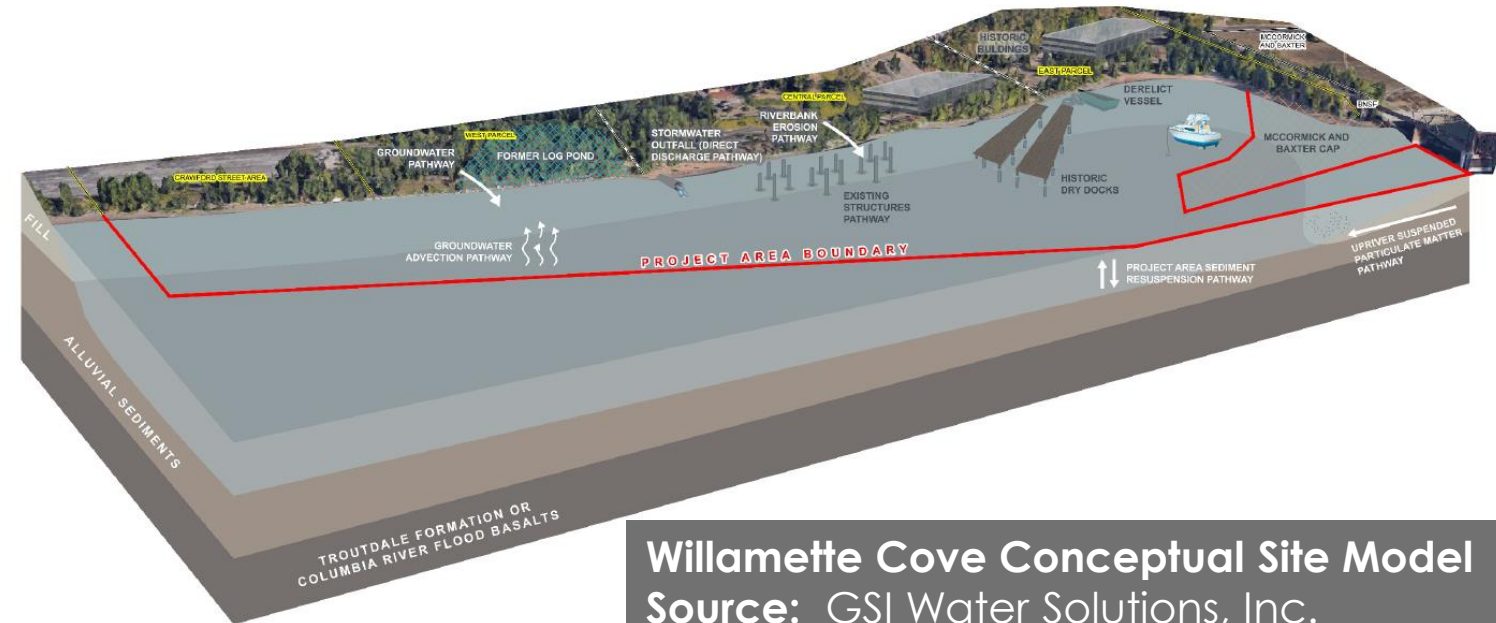 HISTORIC
BULDINGS
MCCORMICK
AND BAXTER
EAST PARCEL
CENTRAL PARCEL
DERELICT
VESSEL
BNSF
WEST PARCEL
RIVERBANK
EROSION
PATHWAY
STORMWATER
OUTFALL (DIRECT
DISCHARGE PATHWAY)
GROUNDWATER
PATHWAY
FORMER LOG POND
MCCORMICK AND
BAXTER CAP
CRAWFORD STREET AREA
HISTORIC
DRY DOCKS
EXISTING
STRUCTURES
PATHWAY
FILL
GROUNDWATER
ADVECTION PATHWAY
PROJECT AREA BOUNDARY
UPRIVER SUSPENDED
PARTICULATE MATTER
PATHWAY
PROJECT AREA SEDIMENT
RESUSPENSION PATHWAY
ALLUVIAL SEDIMENTS
TROUTDALE FORMATION OR
COLUMBIA RIVER FLOOD BASALTS
Willamette Cove Conceptual Site Model
Source: GSI Water Solutions, Inc.